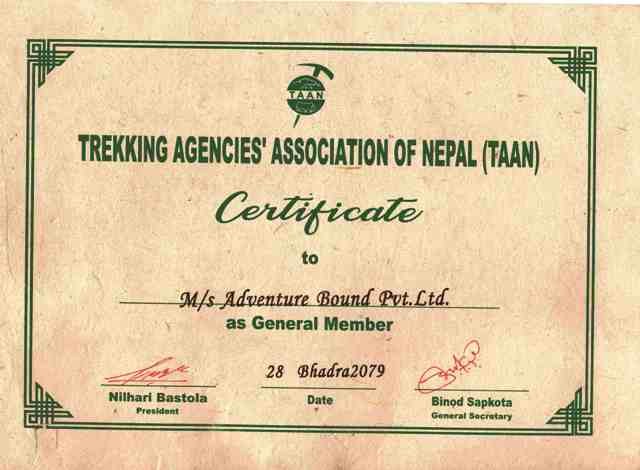 TAAN
TREKKING AGENCIES' ASSOCIATION OF NEPAL (TAAN)
Certificate
to
M/s Adventure Bound Pvt.Ltd.
as General Member
28 Bhadra2079
Nilhari Bastola
President
Date
Binod Sapkota
General Secretary